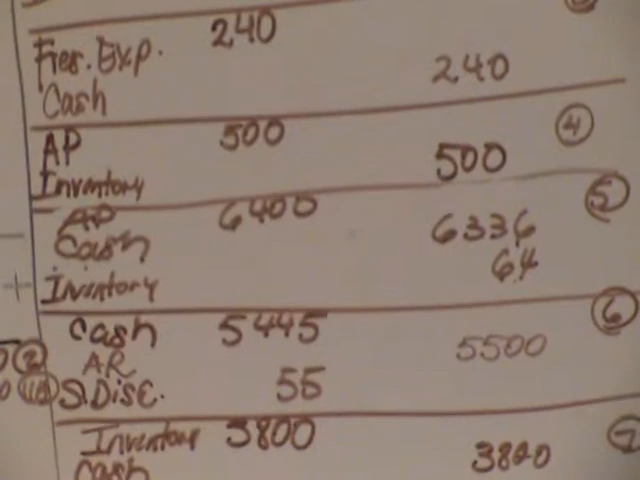 240
Fre. Exp.
240
Cash
AP 500 ④
Inventory 500
AP 6400 ⑤
Cash 6336
Inventory 64
Cash 5445 ⑥
AR 5500
S. Disc. 55
Inventory 3800 ⑦
Cash 3800